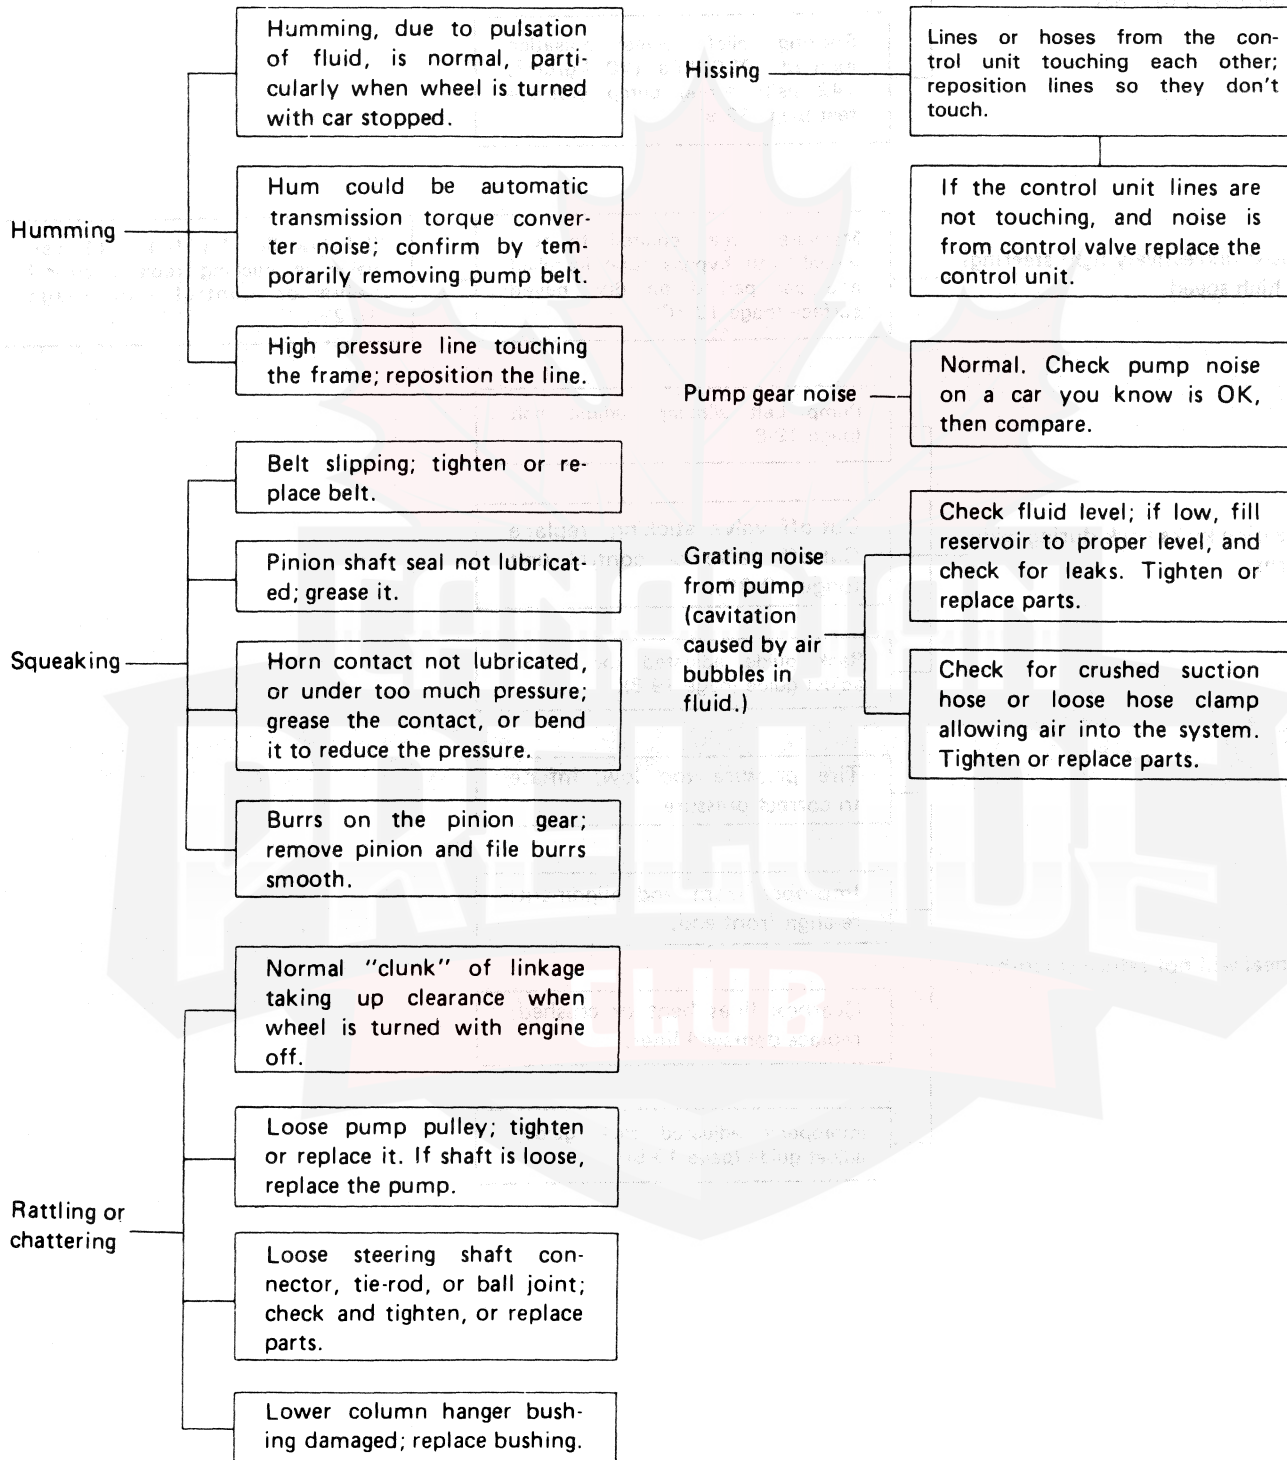 Humming
Humming, due to pulsation
of fluid, is normal, parti-
cularly when wheel is turned
with car stopped.
Hum could be automatic
transmission torque conver-
ter noise; confirm by tem-
porarily removing pump belt.
High pressure line touching
the frame; reposition the line.
Squeaking
Belt slipping; tighten or re-
place belt.
Pinion shaft seal not lubricat-
ed; grease it.
Horn contact not lubricated,
or under too much pressure;
grease the contact, or bend
it to reduce the pressure.
Burrs on the pinion gear;
remove pinion and file burrs
smooth.
Rattling or
chattering
Normal "clunk" of linkage
taking up clearance when
wheel is turned with engine
off.
Loose pump pulley; tighten
or replace it. If shaft is loose,
replace the pump.
Loose steering shaft con-
nector, tie-rod, or ball joint;
check and tighten, or replace
parts.
Lower column hanger bush-
ing damaged; replace bushing.
Hissing
Lines or hoses from the con-
trol unit touching each other;
reposition lines so they don't
touch.
If the control unit lines are
not touching, and noise is
from control valve replace the
control unit.
Pump gear noise
Normal. Check pump noise
on a car you know is OK,
then compare.
Grating noise
from pump
(cavitation
caused by air
bubbles in
fluid.)
Check fluid level; if low, fill
reservoir to proper level, and
check for leaks. Tighten or
replace parts.
Check for crushed suction
hose or loose hose clamp
allowing air into the system.
Tighten or replace parts.
CANADIAN
PRELUDE
CLUB